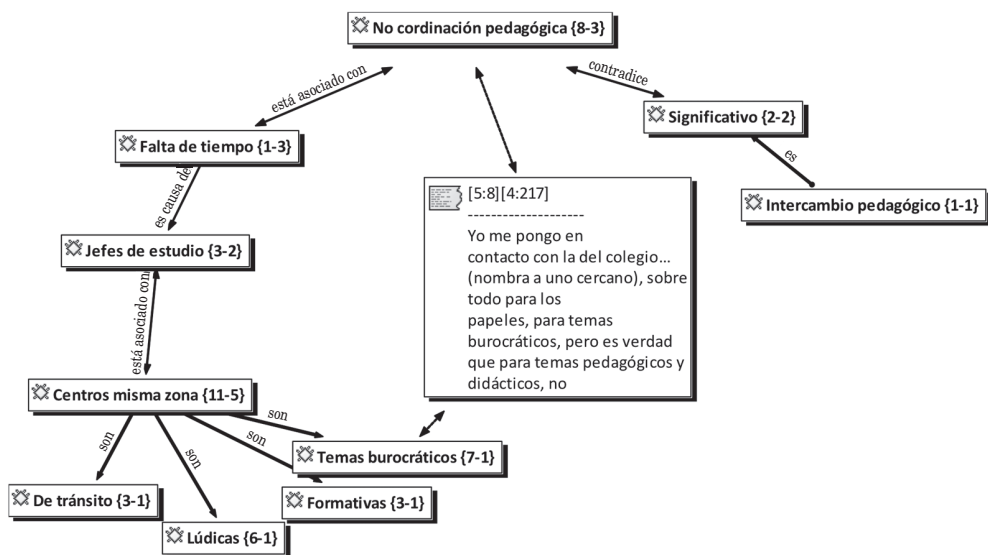 No cordinación pedagógica {8-3}
está asociado con
contradice
Significativo {2-2}
Falta de tiempo {1-3}
es
es causa de
[5:8][4:217]
--------------------
Intercambio pedagógico {1-1}
Yo me pongo en
contacto con la del colegio...
(nombra a uno cercano), sobre
todo para los
papeles, para temas
burocráticos, pero es verdad
que para temas pedagógicos y
didácticos, no
Jefes de estudio {3-2}
está asociado con
Centros misma zona {11-5}
son
son
son
son
Temas burocráticos {7-1}
De tránsito {3-1}
Formativas {3-1}
Lúdicas {6-1}